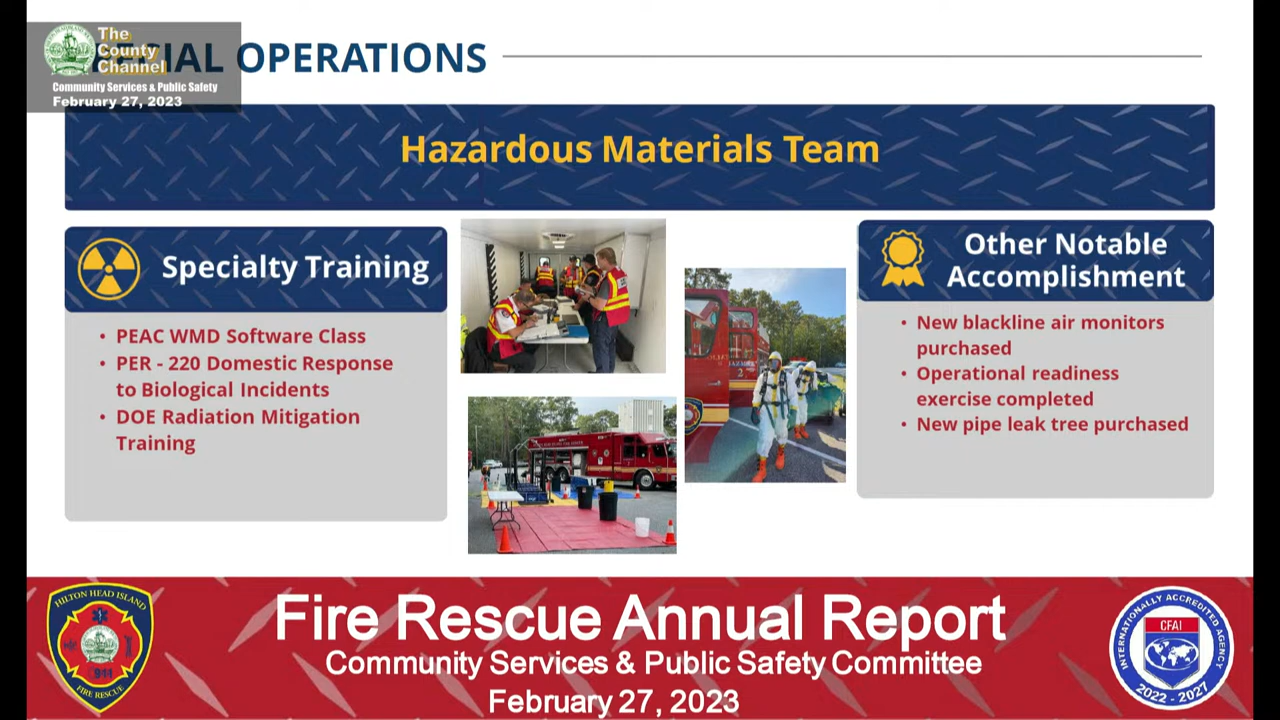 The
County
Channel
Community Services & Public Safety
February 27, 2023
SPECIAL OPERATIONS
Hazardous Materials Team
Specialty Training
• PEAC WMD Software Class
• PER - 220 Domestic Response
to Biological Incidents
• DOE Radiation Mitigation
Training
Other Notable
Accomplishment
• New blackline air monitors
purchased
• Operational readiness
exercise completed
• New pipe leak tree purchased
HILTON HEAD ISLAND
911
FIRE RESCUE
Fire Rescue Annual Report
Community Services & Public Safety Committee
February 27, 2023
INTERNATIONALLY ACCREDITED AGENCY
CFAI
2022 - 2027